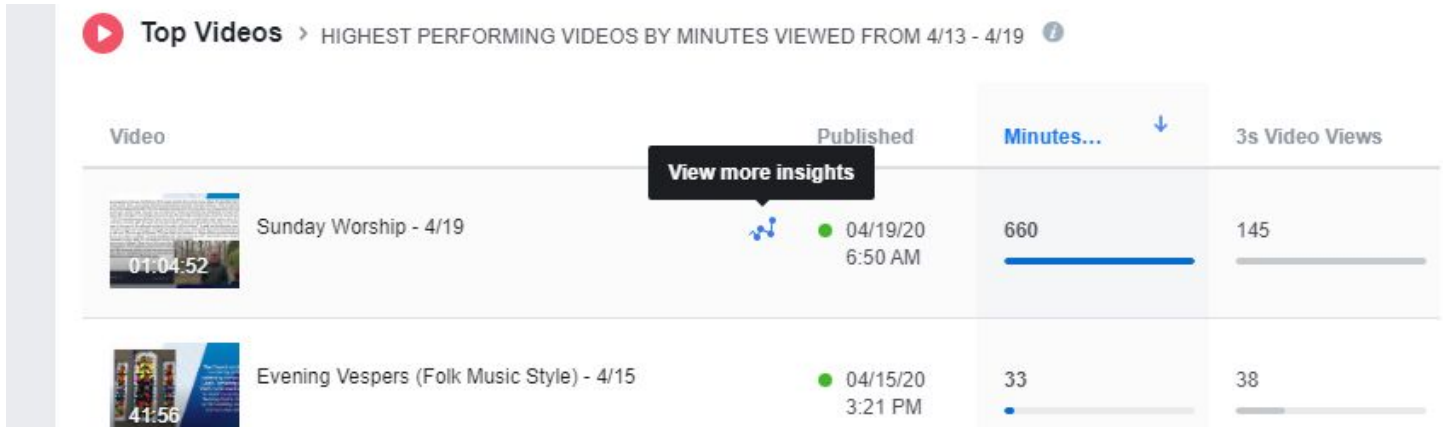 Top Videos > HIGHEST PERFORMING VIDEOS BY MINUTES VIEWED FROM 4/13 - 4/19 i
Video Published Minutes... 3s Video Views
View more insights
Sunday Worship - 4/19 04/19/20 660 145
6:50 AM
01:04:52
Evening Vespers (Folk Music Style) - 4/15 04/15/20 33 38
3:21 PM
41:56